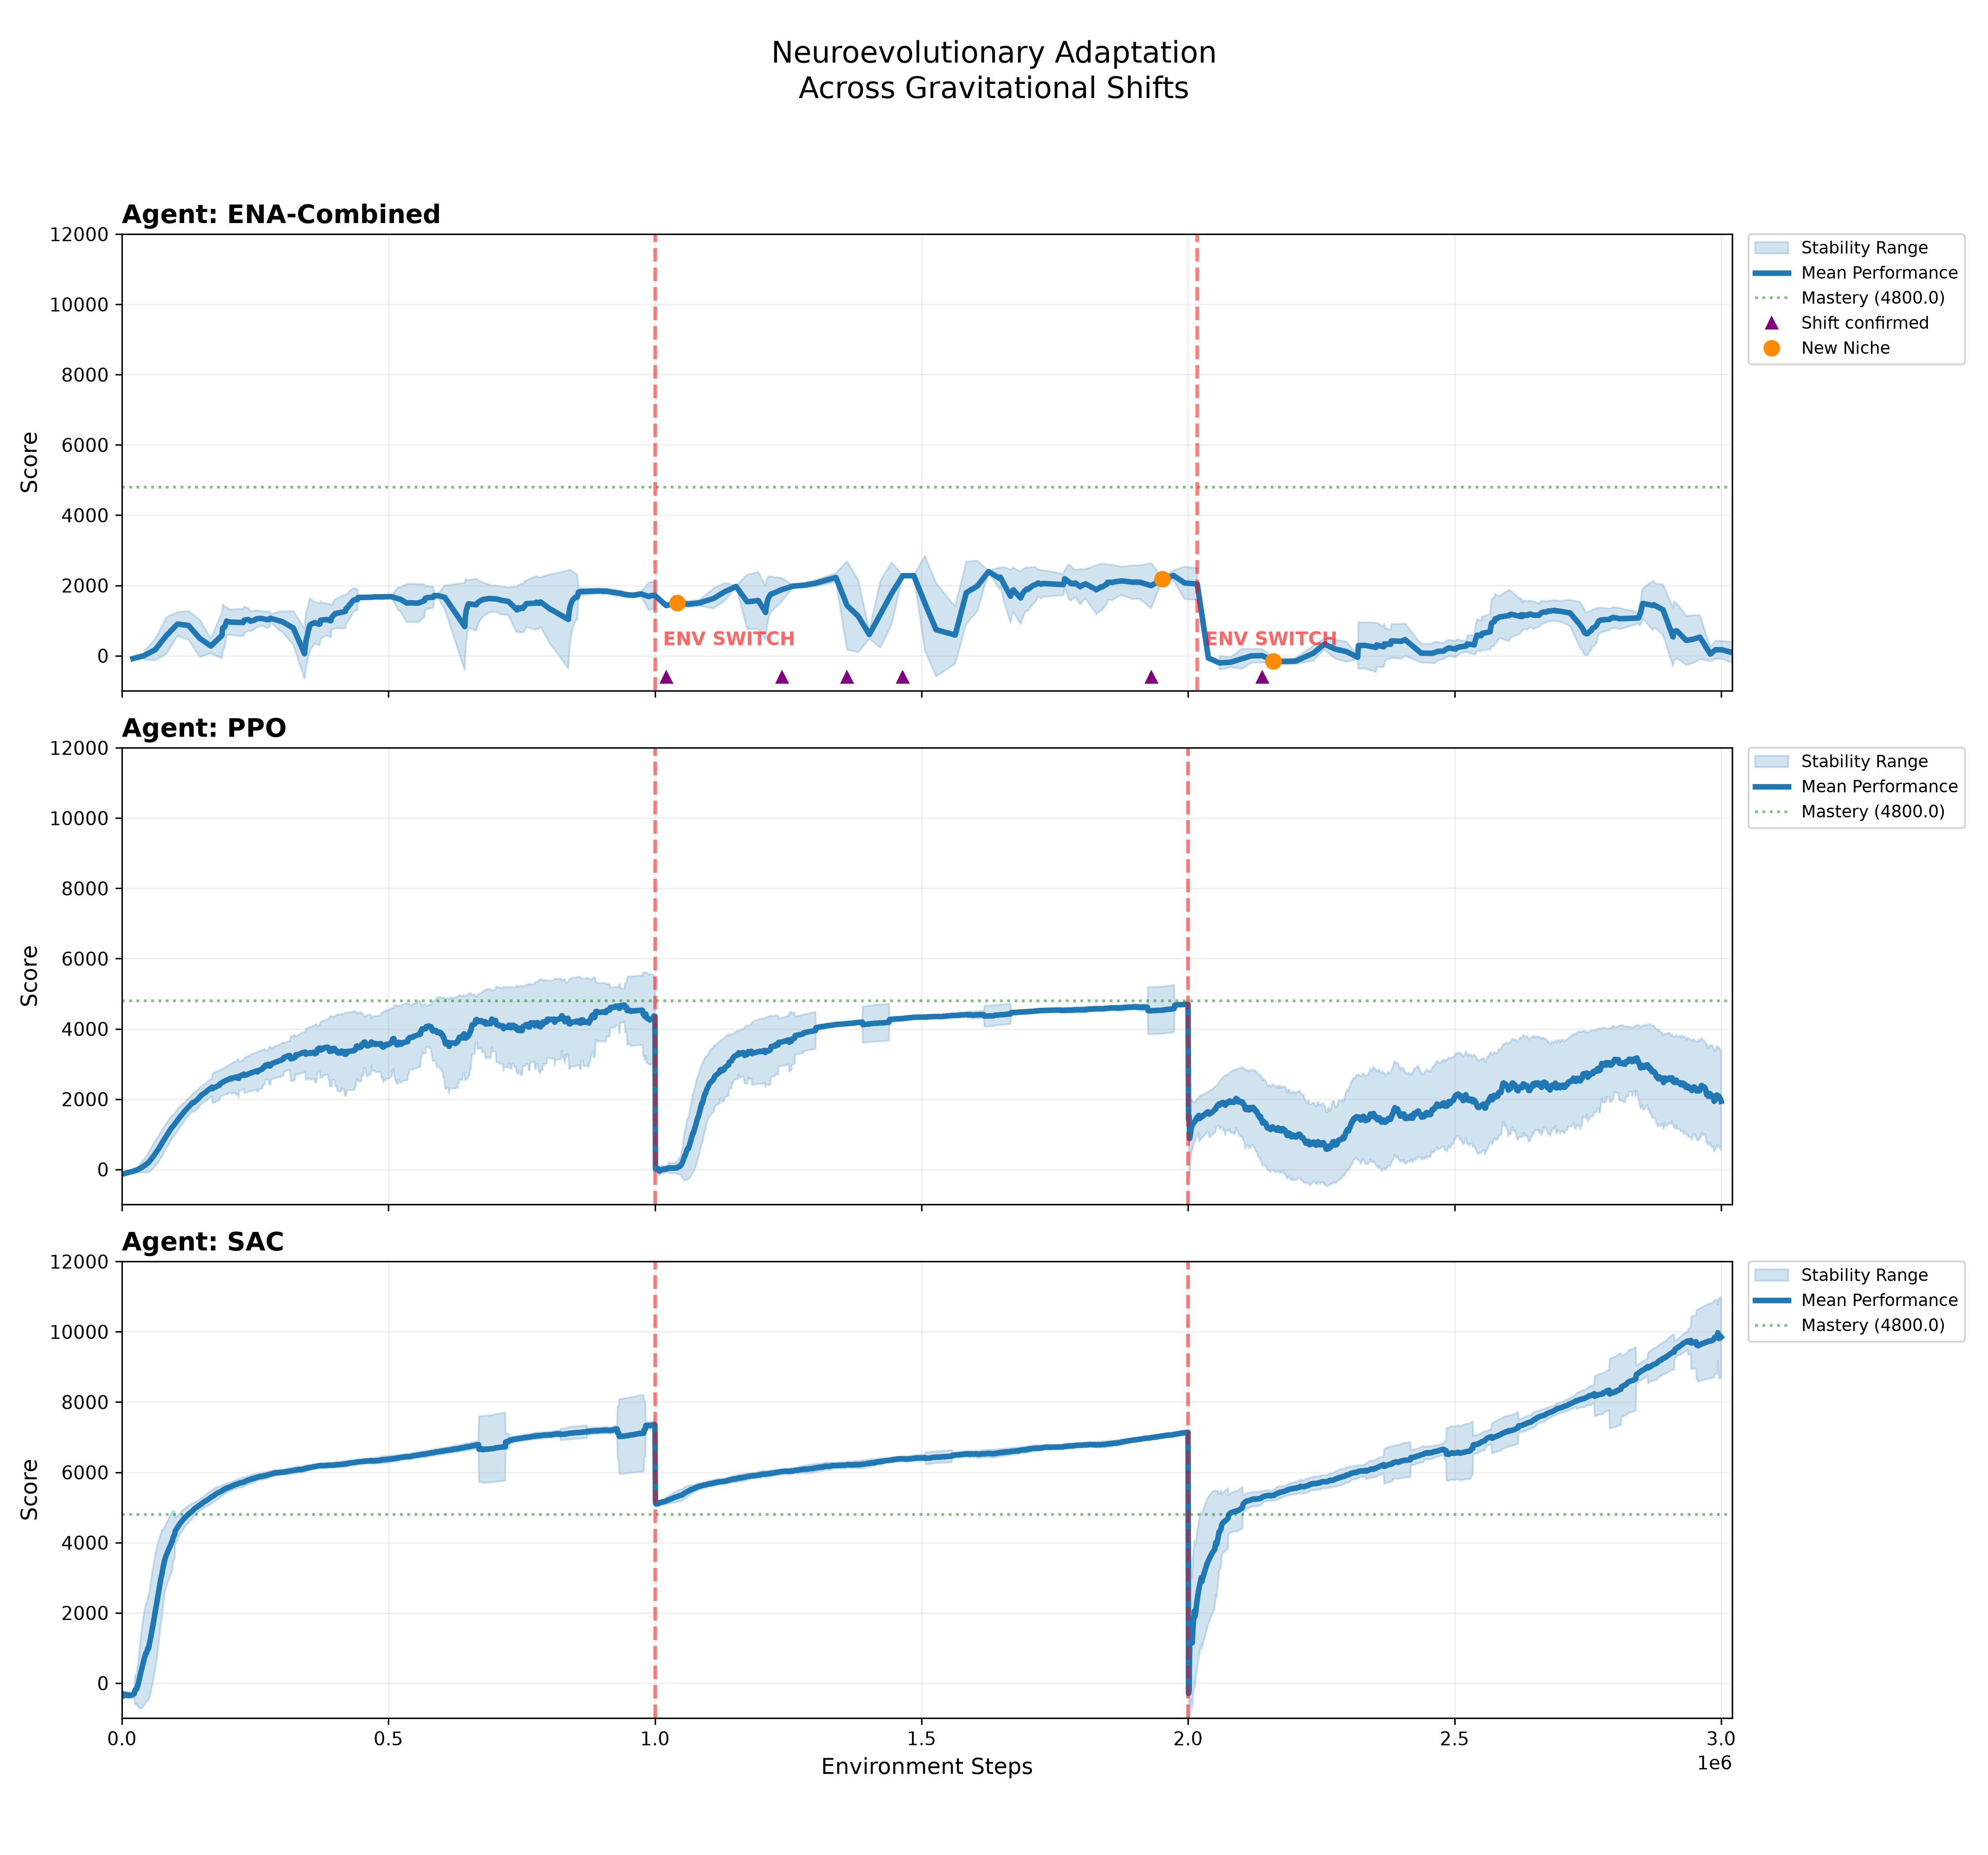 Neuroevolutionary Adaptation
Across Gravitational Shifts
Agent: ENA-Combined
12000
10000
8000
6000
4000
2000
0
Score
ENV SWITCH
ENV SWITCH
Stability Range
Mean Performance
Mastery (4800.0)
Shift confirmed
New Niche
Agent: PPO
12000
10000
8000
6000
4000
2000
0
Score
Stability Range
Mean Performance
Mastery (4800.0)
Agent: SAC
12000
10000
8000
6000
4000
2000
0
Score
Stability Range
Mean Performance
Mastery (4800.0)
0.0 0.5 1.0 1.5 2.0 2.5 3.0
1e6
Environment Steps